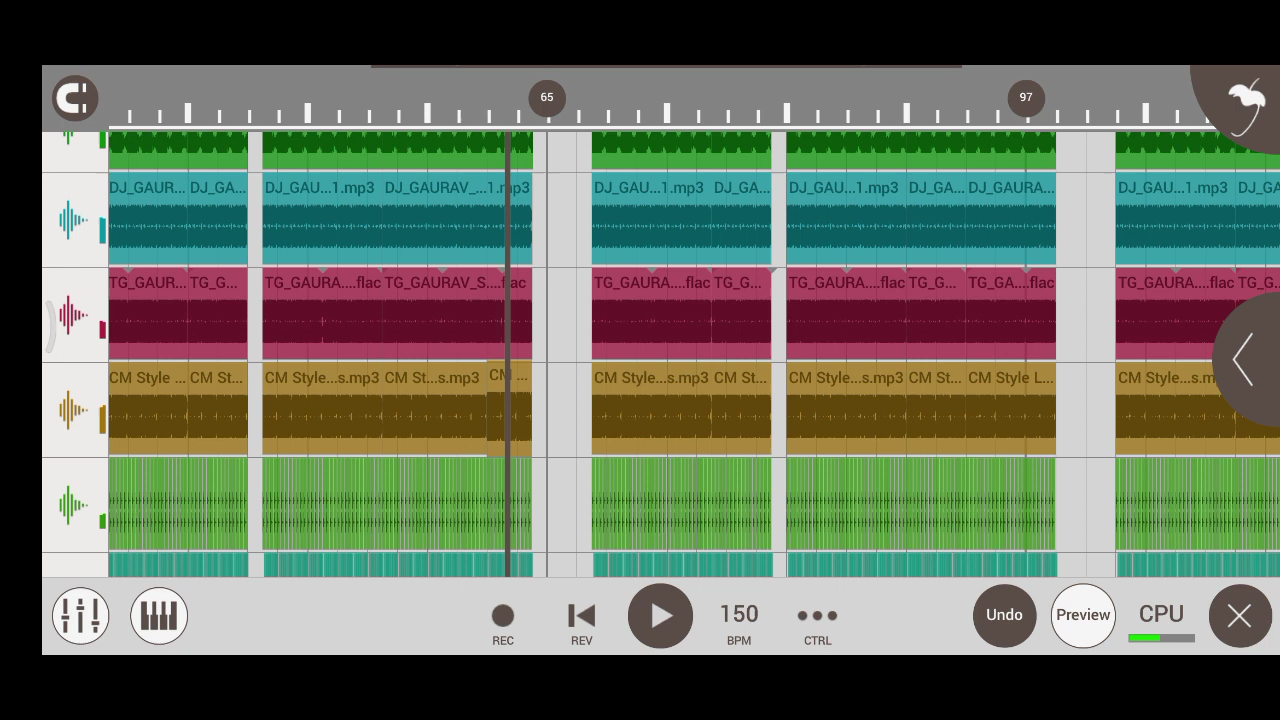 65 97
DJ_GAUR... DJ_GA... DJ_GAU...1.mp3 DJ_GAURAV_...1.mp3 DJ_GAU...1.mp3 DJ_GA... DJ_GAU...1.mp3 DJ_GA... DJ_GAURA... DJ_GAU...1.mp3 DJ_GA
TG_GAUR... TG_G... TG_GAURA....flac TG_GAURAV_S....flac TG_GAURA....flac TG_G... TG_GAURA....flac TG_G... TG_GA....flac TG_GAURA....flac TG_G
CM Style ... CM St... CM Style...s.mp3 CM St...s.mp3 CM ... CM Style...s.mp3 CM St... CM Style...s.mp3 CM St... CM Style L... CM Style...s.m
150 Undo Preview CPU
REC REV BPM CTRL